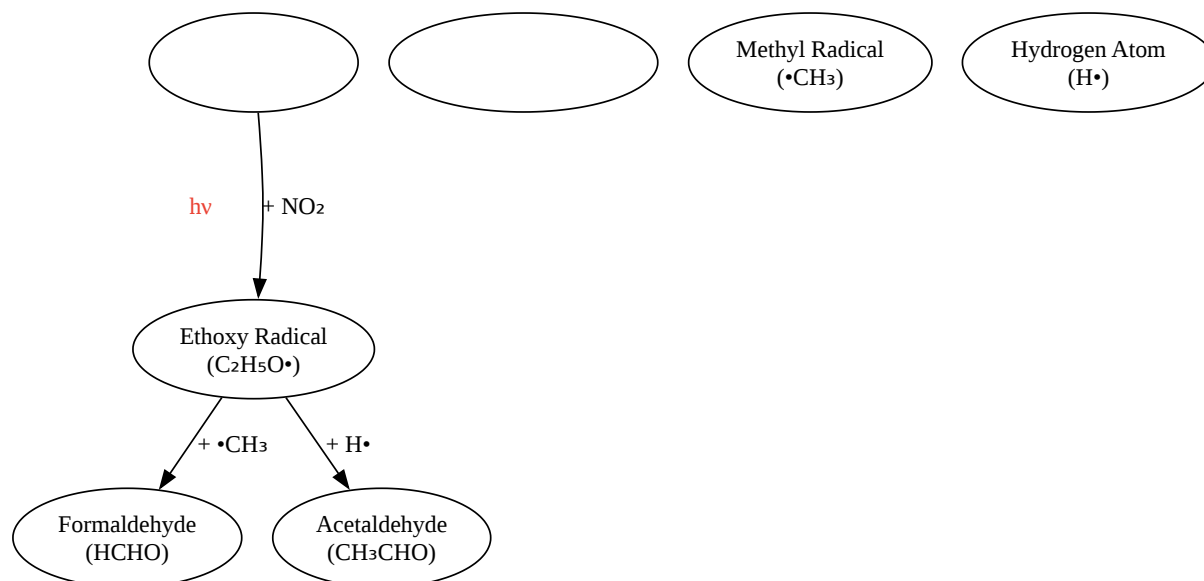 Methyl Radical
(•CH₃)
Hydrogen Atom
(H•)
hν
+ NO₂
Ethoxy Radical
(C₂H₅O•)
+ •CH₃
+ H•
Formaldehyde
(HCHO)
Acetaldehyde
(CH₃CHO)